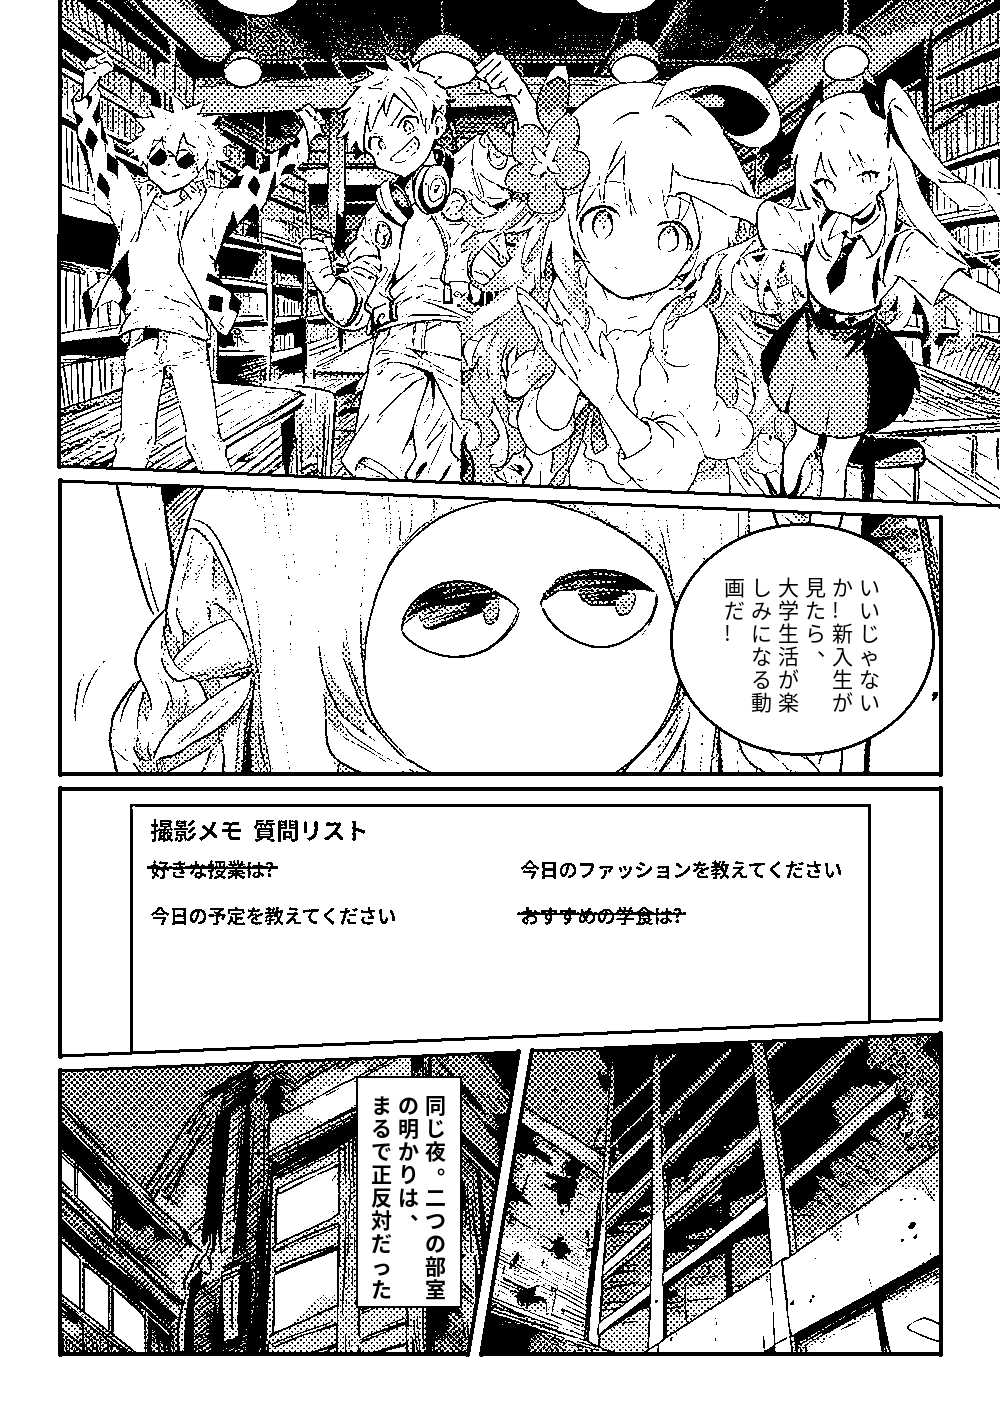 いいじゃない
か！新入生が
見たら、
大学生活が楽
しみになる動
画だ！
撮影メモ 質問リスト
好きな授業は?
今日のファッションを教えてください
今日の予定を教えてください
おすすめの学食は?
同じ夜。二つの部室
の明かりは、
まるで正反対だった